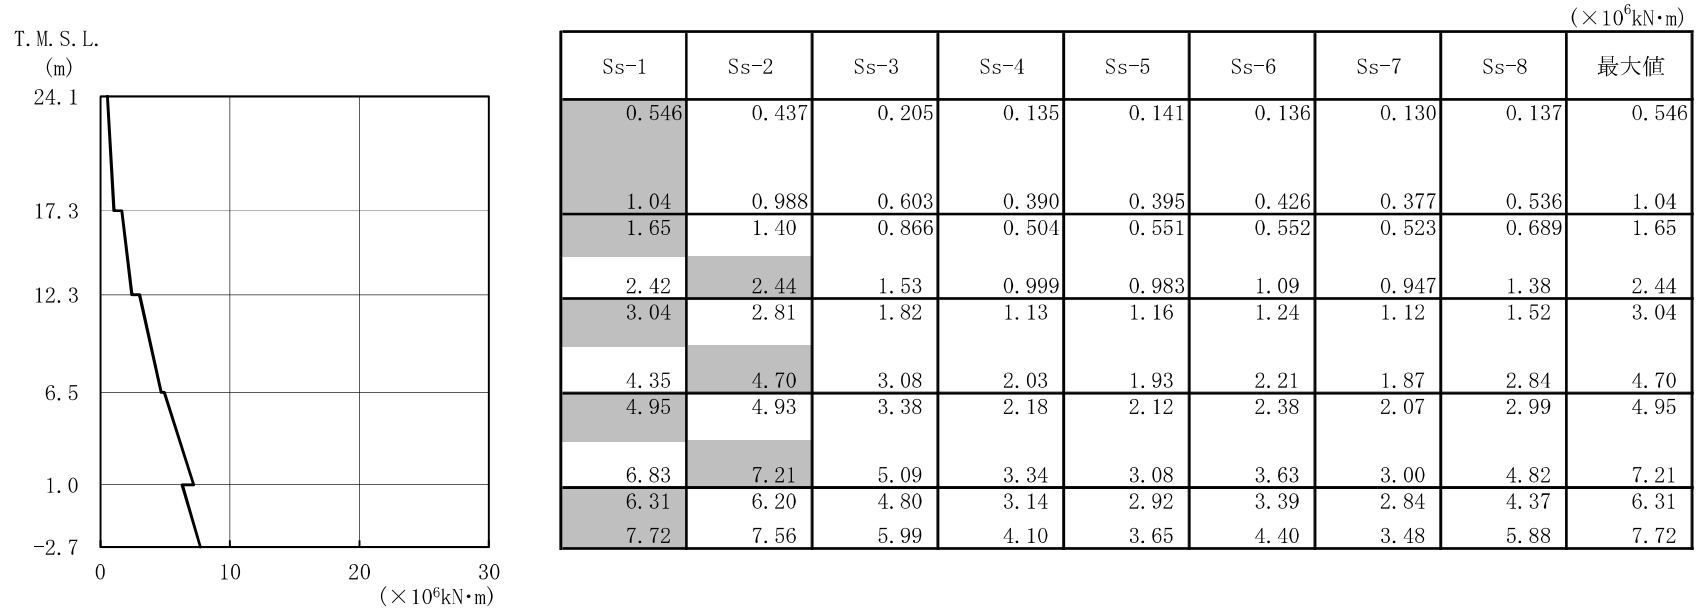 T.M.S.L.
(m)
24.1
17.3
12.3
6.5
1.0
-2.7
0 10 20 30
(×10⁶kN·m)
(×10⁶kN·m)
Ss-1 Ss-2 Ss-3 Ss-4 Ss-5 Ss-6 Ss-7 Ss-8 最大値
0.546 0.437 0.205 0.135 0.141 0.136 0.130 0.137 0.546
1.04 0.988 0.603 0.390 0.395 0.426 0.377 0.536 1.04
1.65 1.40 0.866 0.504 0.551 0.552 0.523 0.689 1.65
2.42 2.44 1.53 0.999 0.983 1.09 0.947 1.38 2.44
3.04 2.81 1.82 1.13 1.16 1.24 1.12 1.52 3.04
4.35 4.70 3.08 2.03 1.93 2.21 1.87 2.84 4.70
4.95 4.93 3.38 2.18 2.12 2.38 2.07 2.99 4.95
6.83 7.21 5.09 3.34 3.08 3.63 3.00 4.82 7.21
6.31 6.20 4.80 3.14 2.92 3.39 2.84 4.37 6.31
7.72 7.56 5.99 4.10 3.65 4.40 3.48 5.88 7.72